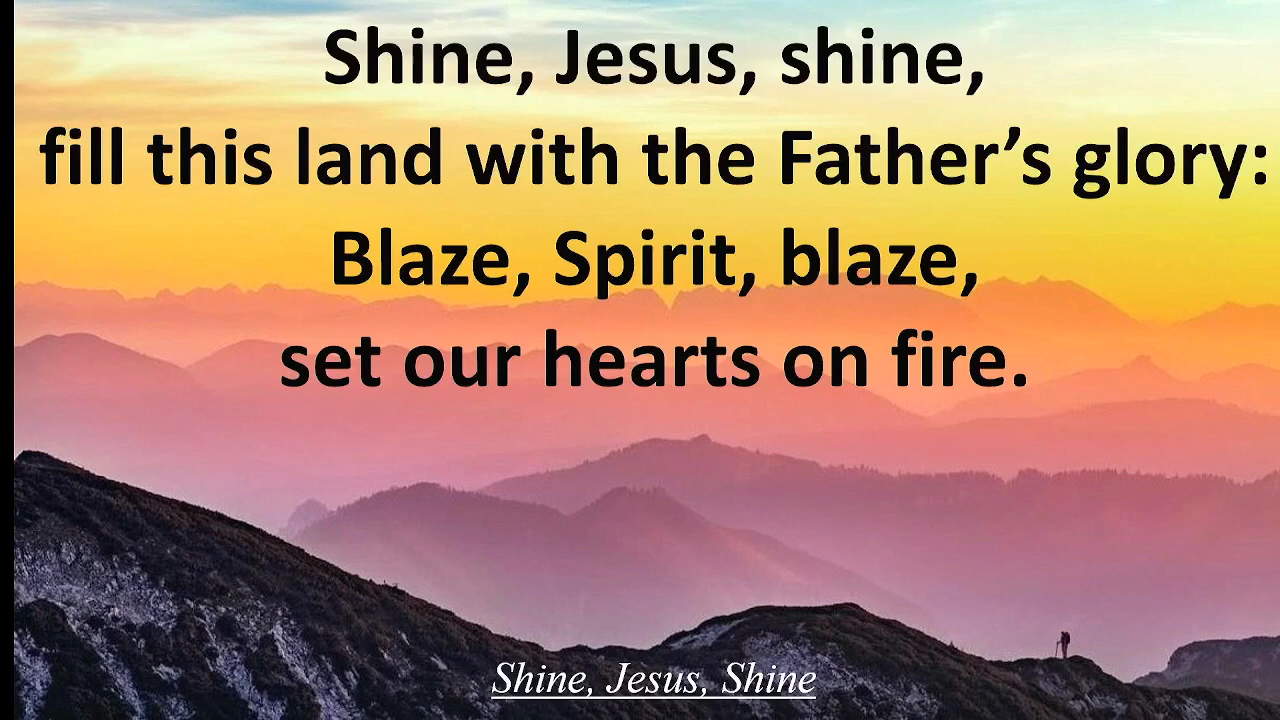 Shine, Jesus, shine,
fill this land with the Father’s glory:
Blaze, Spirit, blaze,
set our hearts on fire.
Shine, Jesus, Shine